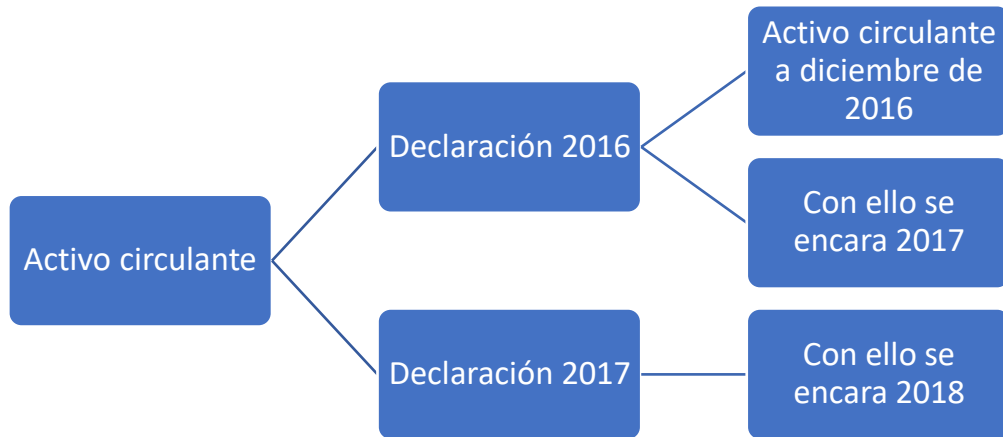 Activo circulante
Declaración 2016
Activo circulante
a diciembre de
2016
Con ello se
encara 2017
Declaración 2017
Con ello se
encara 2018